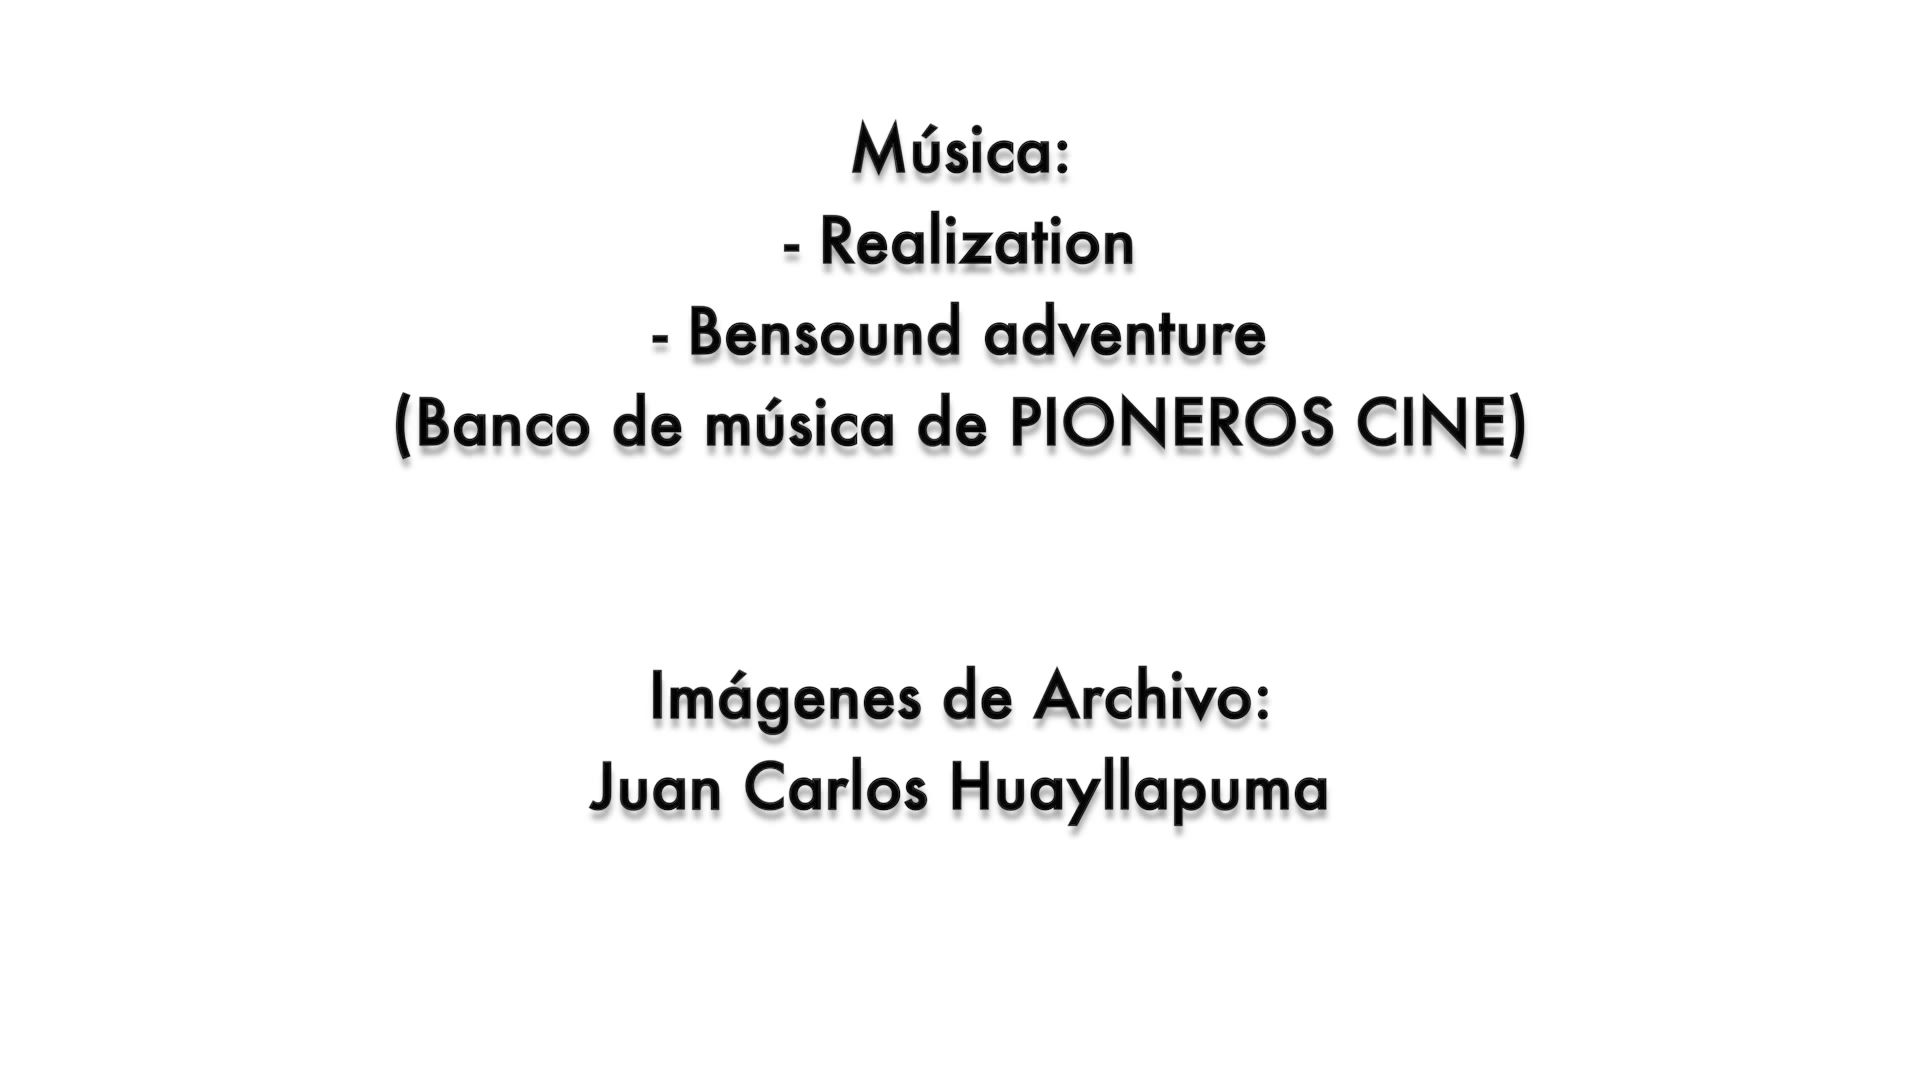 Música:
- Realization
- Bensound adventure
(Banco de música de PIONEROS CINE)
Imágenes de Archivo:
Juan Carlos Huayllapuma